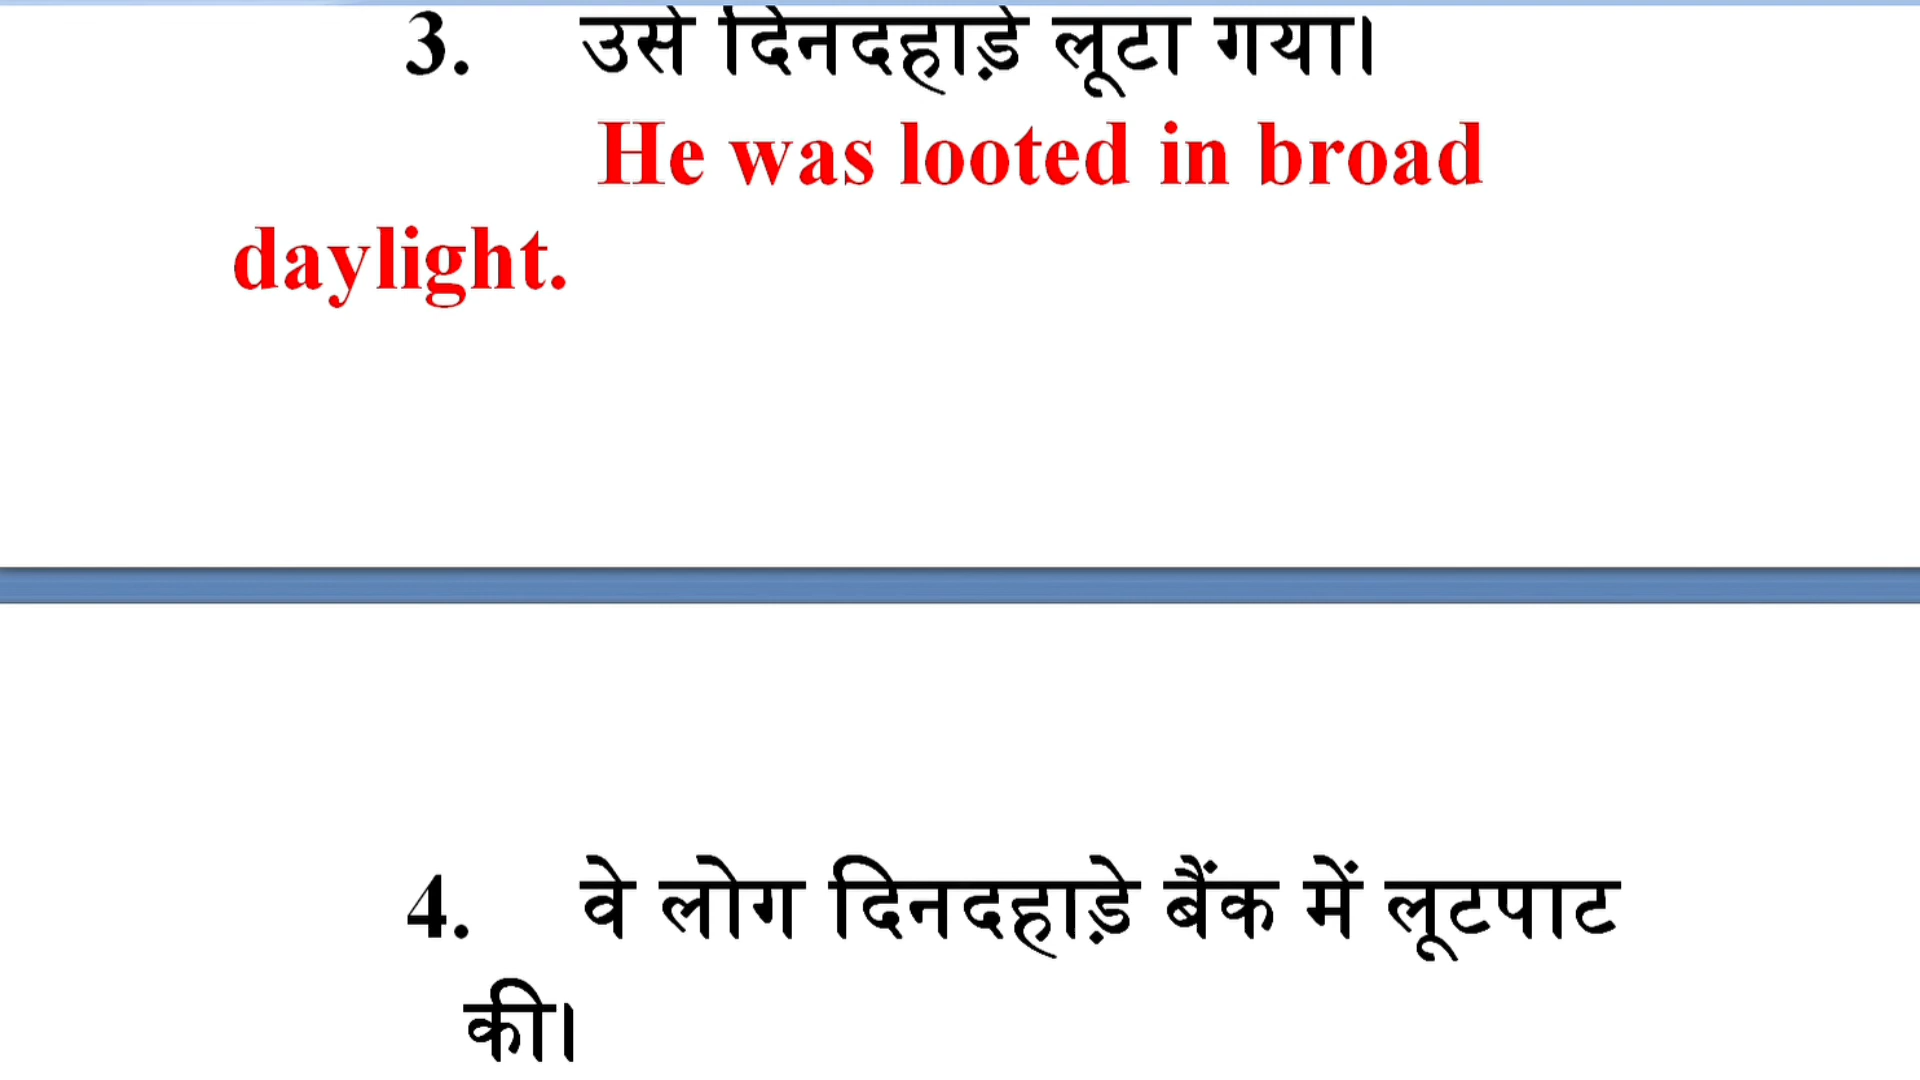 3. उसे दिनदहाड़े लूटा गया।
He was looted in broad
daylight.
4. वे लोग दिनदहाड़े बैंक में लूटपाट
की।